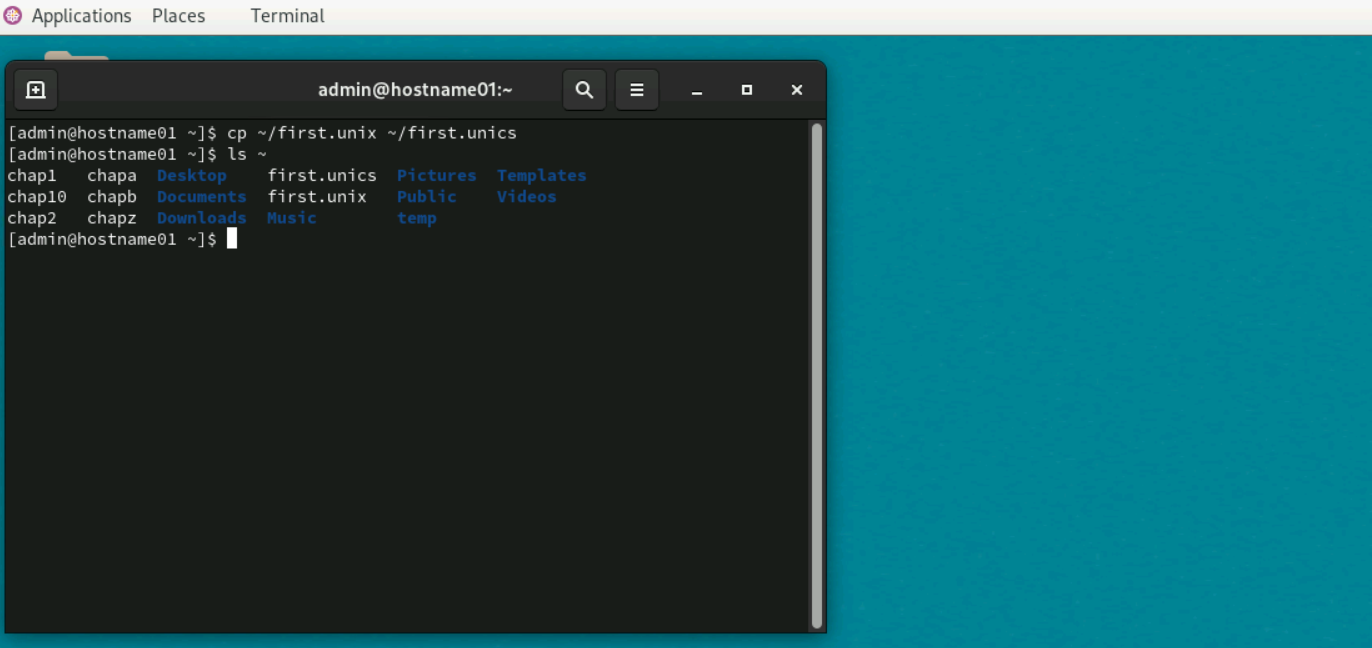 Applications Places Terminal
admin@hostname01:~
[admin@hostname01 ~]$ cp ~/first.unix ~/first.unics
[admin@hostname01 ~]$ ls ~
chap1 chapa Desktop first.unics Pictures Templates
chap10 chapb Documents first.unix Public Videos
chap2 chapz Downloads Music temp
[admin@hostname01 ~]$